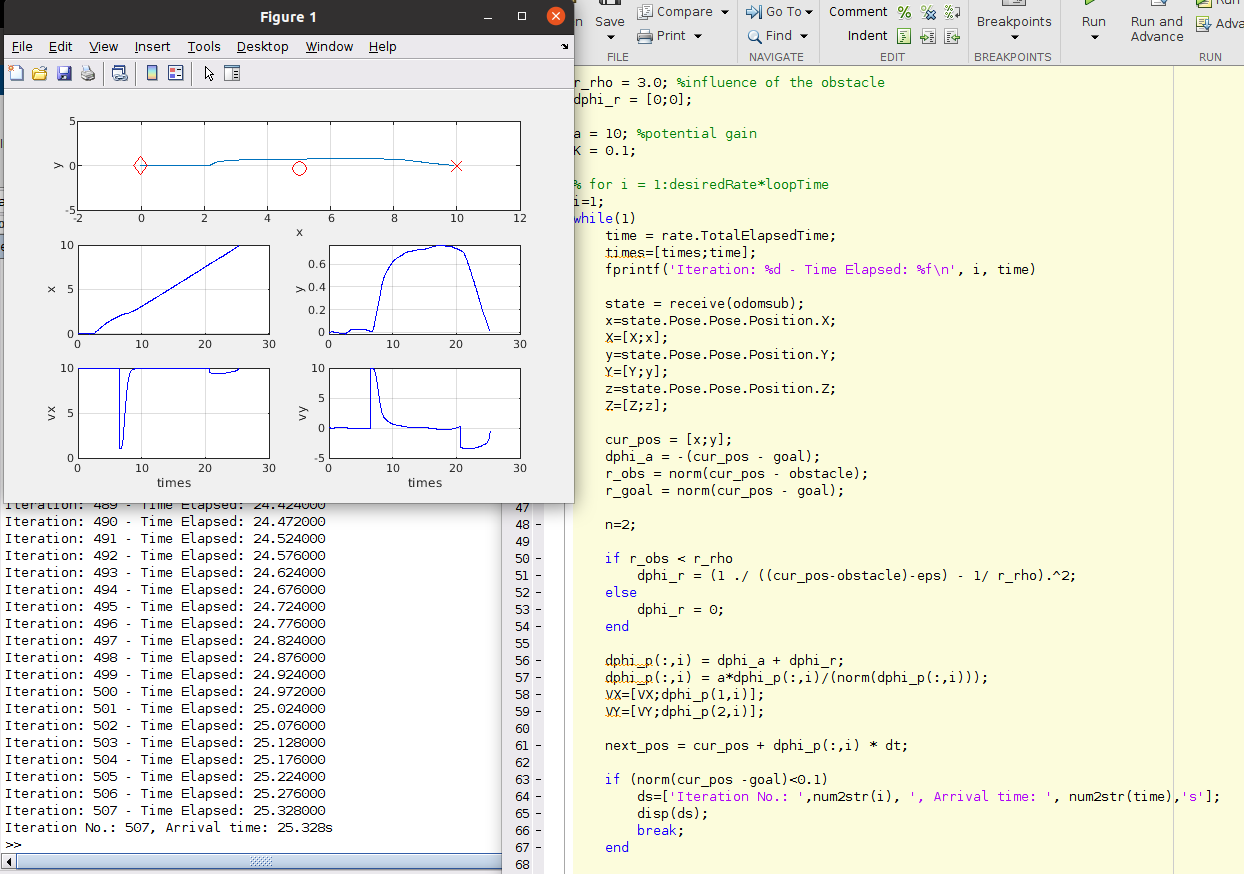 Figure 1
File Edit View Insert Tools Desktop Window Help
5
0
-5
y
-2 0 2 4 6 8 10 12
x
10
5
0
x
0 10 20 30
0.6
0.4
0.2
0
y
0 10 20 30
10
5
0
vx
0 10 20 30
times
10
5
0
-5
vy
0 10 20 30
times
Iteration: 489 - Time Elapsed: 24.424000
Iteration: 490 - Time Elapsed: 24.472000
Iteration: 491 - Time Elapsed: 24.524000
Iteration: 492 - Time Elapsed: 24.576000
Iteration: 493 - Time Elapsed: 24.624000
Iteration: 494 - Time Elapsed: 24.676000
Iteration: 495 - Time Elapsed: 24.724000
Iteration: 496 - Time Elapsed: 24.776000
Iteration: 497 - Time Elapsed: 24.824000
Iteration: 498 - Time Elapsed: 24.876000
Iteration: 499 - Time Elapsed: 24.924000
Iteration: 500 - Time Elapsed: 24.972000
Iteration: 501 - Time Elapsed: 25.024000
Iteration: 502 - Time Elapsed: 25.076000
Iteration: 503 - Time Elapsed: 25.128000
Iteration: 504 - Time Elapsed: 25.176000
Iteration: 505 - Time Elapsed: 25.224000
Iteration: 506 - Time Elapsed: 25.276000
Iteration: 507 - Time Elapsed: 25.328000
Iteration No.: 507, Arrival time: 25.328s
>>
Save
Compare
Print
FILE
Go To
Find
NAVIGATE
Comment
Indent
EDIT
Breakpoints
BREAKPOINTS
Run
Run and
Advance
RUN
r_rho = 3.0; %influence of the obstacle
dphi_r = [0;0];
a = 10; %potential gain
K = 0.1;
% for i = 1:desiredRate*loopTime
i=1;
while(1)
time = rate.TotalElapsedTime;
times=[times;time];
fprintf('Iteration: %d - Time Elapsed: %f\n', i, time)
state = receive(odomsub);
x=state.Pose.Pose.Position.X;
X=[X;x];
y=state.Pose.Pose.Position.Y;
Y=[Y;y];
z=state.Pose.Pose.Position.Z;
Z=[Z;z];
cur_pos = [x;y];
dphi_a = -(cur_pos - goal);
r_obs = norm(cur_pos - obstacle);
r_goal = norm(cur_pos - goal);
47
48 - n=2;
49
50 - if r_obs < r_rho
51 - dphi_r = (1 ./ ((cur_pos-obstacle)-eps) - 1/ r_rho).^2;
52 - else
53 - dphi_r = 0;
54 - end
55
56 - dphi_p(:,i) = dphi_a + dphi_r;
57 - dphi_p(:,i) = a*dphi_p(:,i)/(norm(dphi_p(:,i)));
58 - VX=[VX;dphi_p(1,i)];
59 - VY=[VY;dphi_p(2,i)];
60
61 - next_pos = cur_pos + dphi_p(:,i) * dt;
62
63 - if (norm(cur_pos -goal)<0.1)
64 - ds=['Iteration No.: ',num2str(i), ', Arrival time: ', num2str(time),'s'];
65 - disp(ds);
66 - break;
67 - end
68